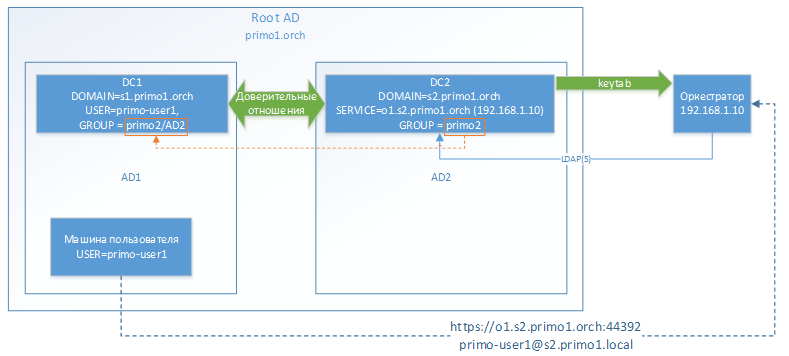 Root AD
primo1.orch
DC1
DOMAIN=s1.primo1.orch
USER=primo-user1,
GROUP = primo2/AD2
Доверительные
отношения
DC2
DOMAIN=s2.primo1.orch
SERVICE=o1.s2.primo1.orch (192.168.1.10)
GROUP = primo2
keytab
Оркестратор
192.168.1.10
LDAP(S)
AD1
AD2
Машина пользователя
USER=primo-user1
https://o1.s2.primo1.orch:44392
primo-user1@s2.primo1.local